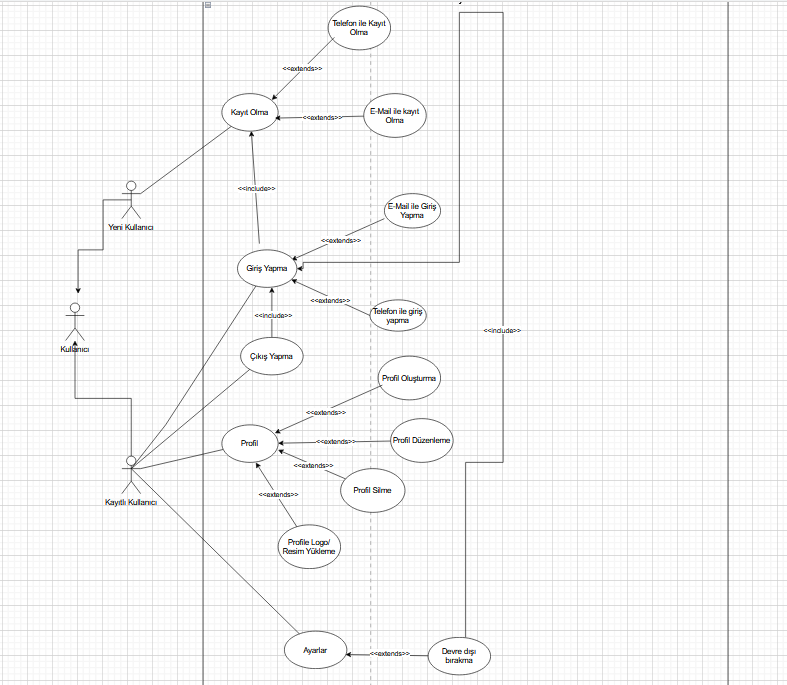 Telefon ile Kayıt
Olma
<<extends>>
Kayıt Olma
<<extends>>
E-Mail ile kayıt
Olma
<<include>>
E-Mail ile Giriş
Yapma
Yeni Kullanıcı
<<extends>>
Giriş Yapma
<<extends>>
<<include>>
Telefon ile giriş
yapma
<<include>>
Kullanıcı
Çıkış Yapma
Profil Oluşturma
<<extends>>
Profil
<<extends>>
Profil Düzenleme
<<extends>>
Profil Silme
<<extends>>
Kayıtlı Kullanıcı
Profile Logo/
Resim Yükleme
Ayarlar
<<extends>>
Devre dışı
bırakma